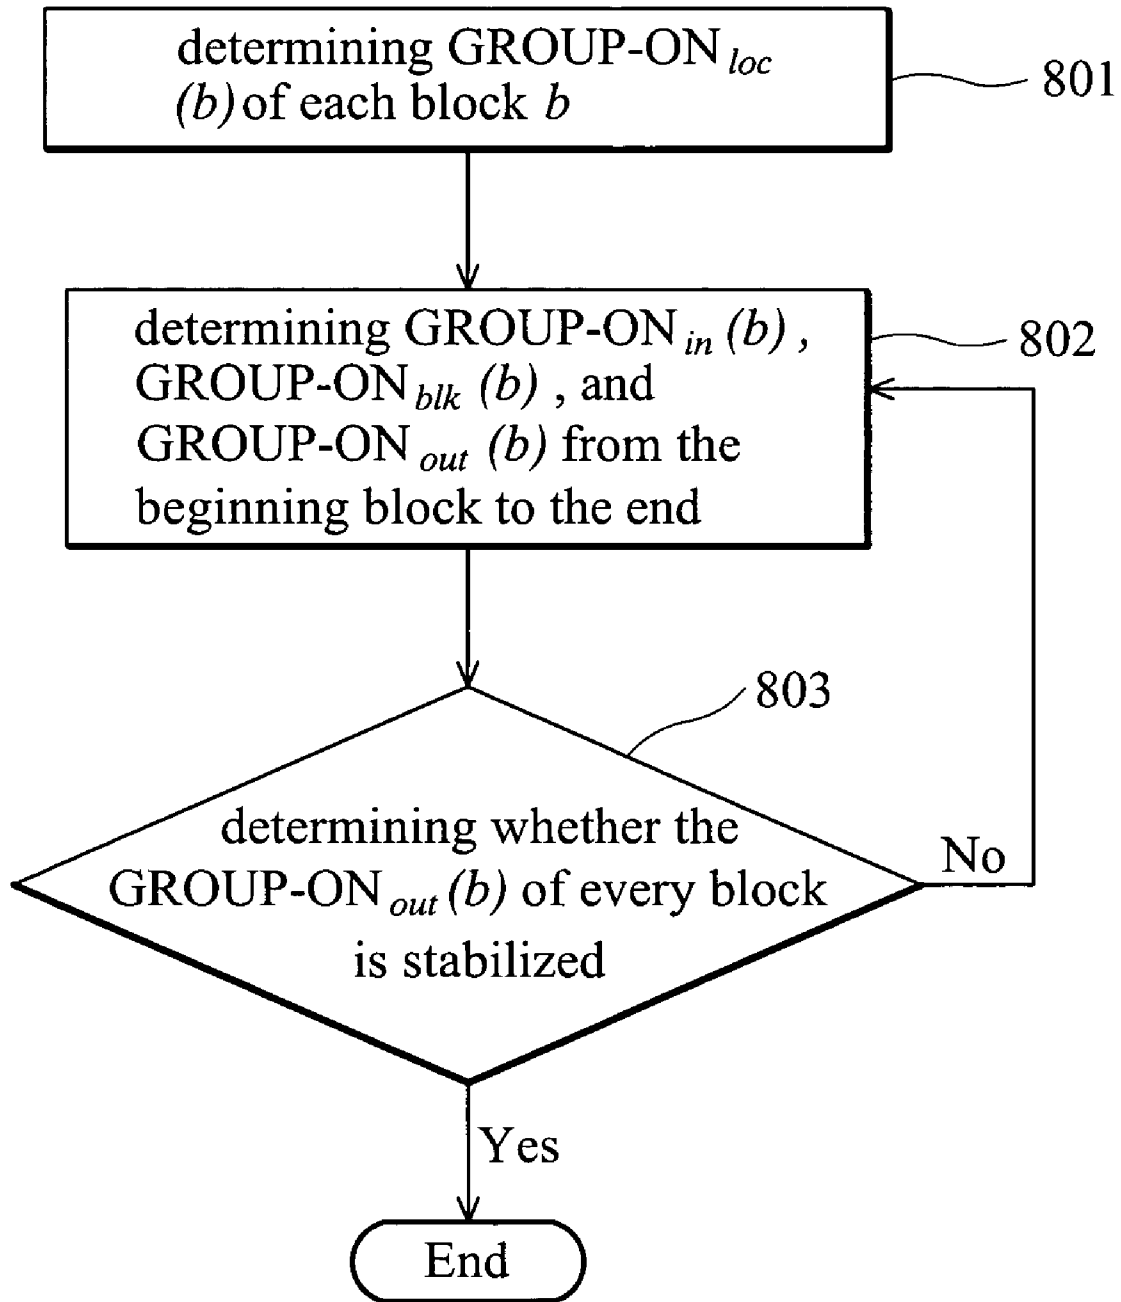 determining GROUP-ON loc
(b) of each block b
801
determining GROUP-ON in (b) ,
GROUP-ON blk (b) , and
GROUP-ON out (b) from the
beginning block to the end
802
803
determining whether the
GROUP-ON out (b) of every block
is stabilized
No
Yes
End